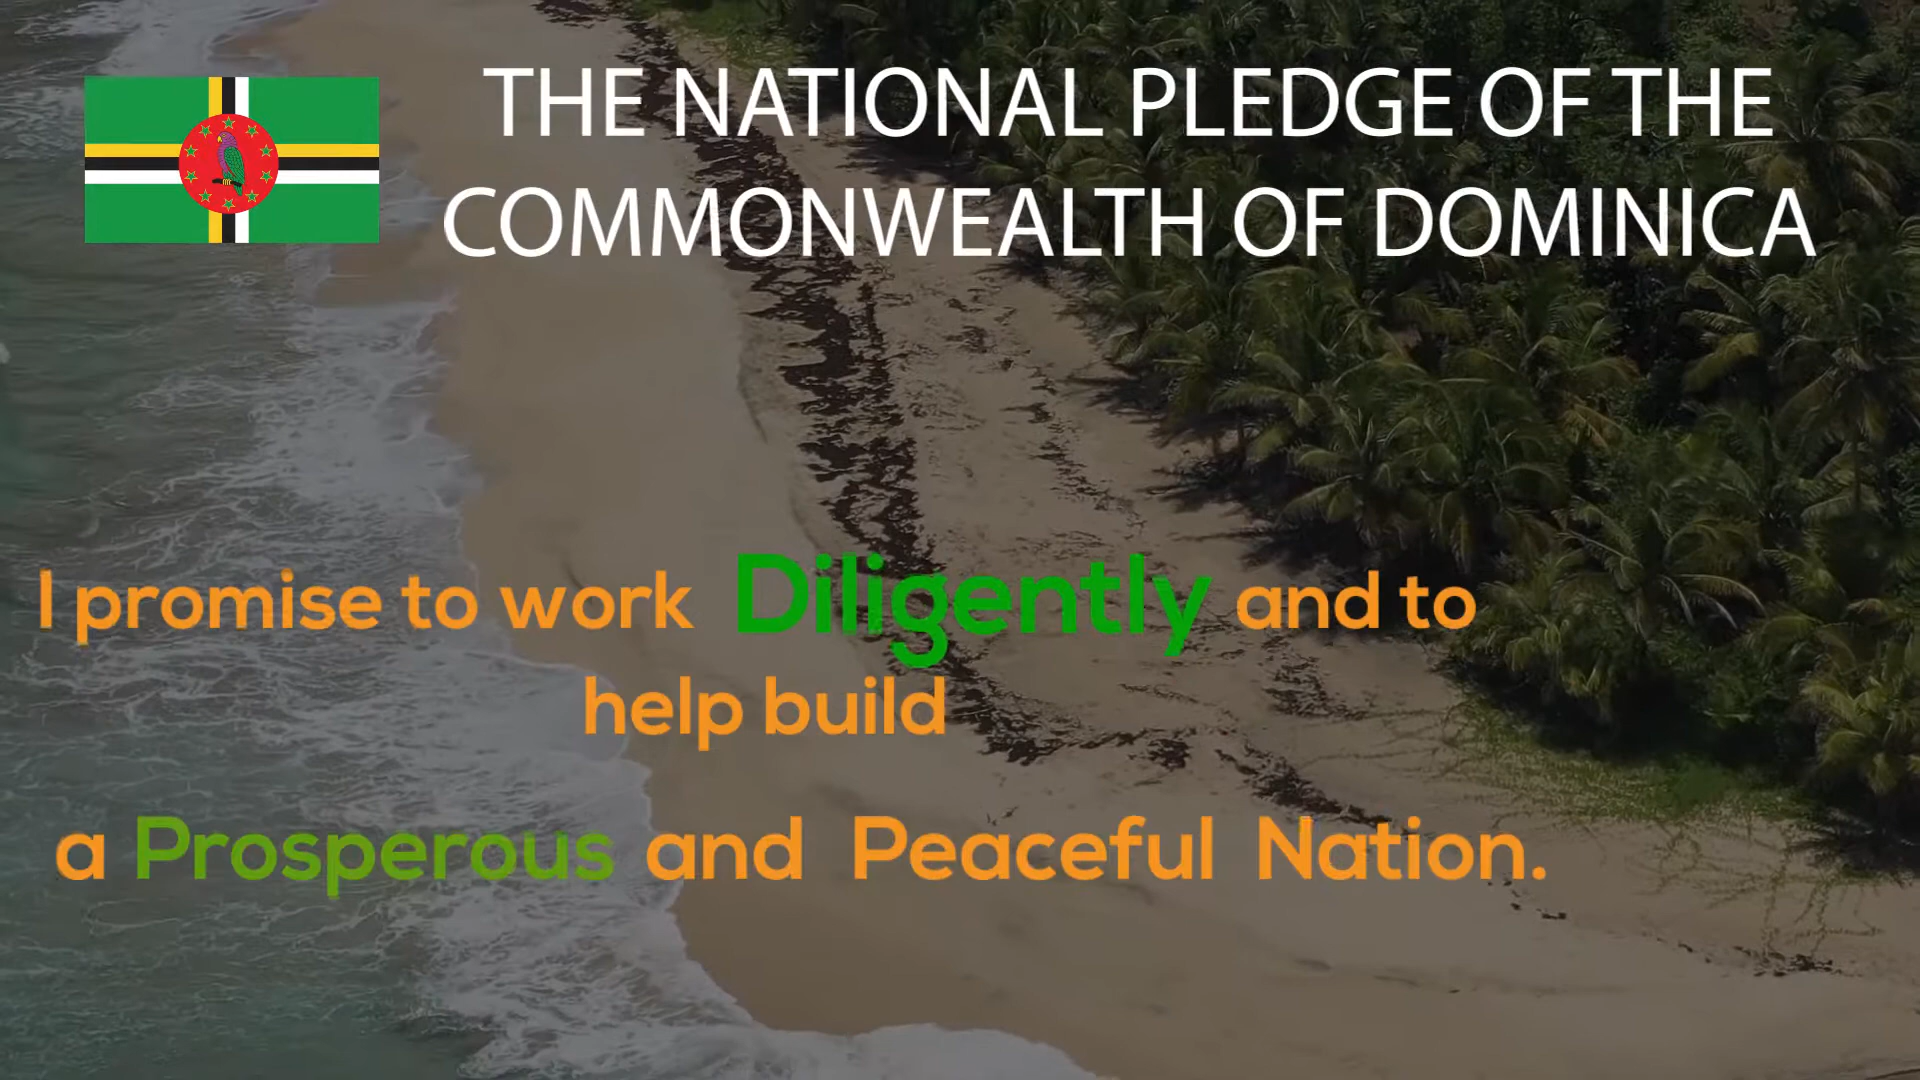 THE NATIONAL PLEDGE OF THE
COMMONWEALTH OF DOMINICA
I promise to work Diligently and to
help build
a Prosperous and Peaceful Nation.